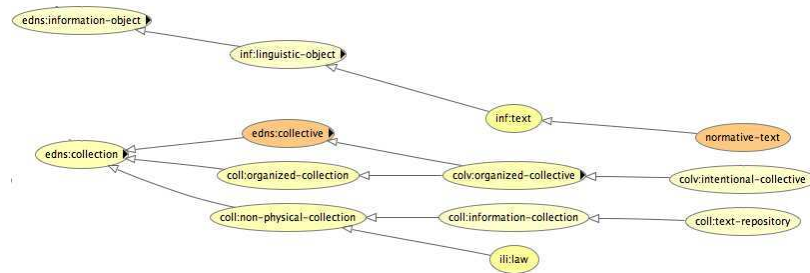 edns:information-object
inf:linguistic-object
inf:text
normative-text
edns:collective
edns:collection
coll:organized-collection
colv:organized-collective
colv:intentional-collective
coll:non-physical-collection
coll:information-collection
coll:text-repository
ili:law